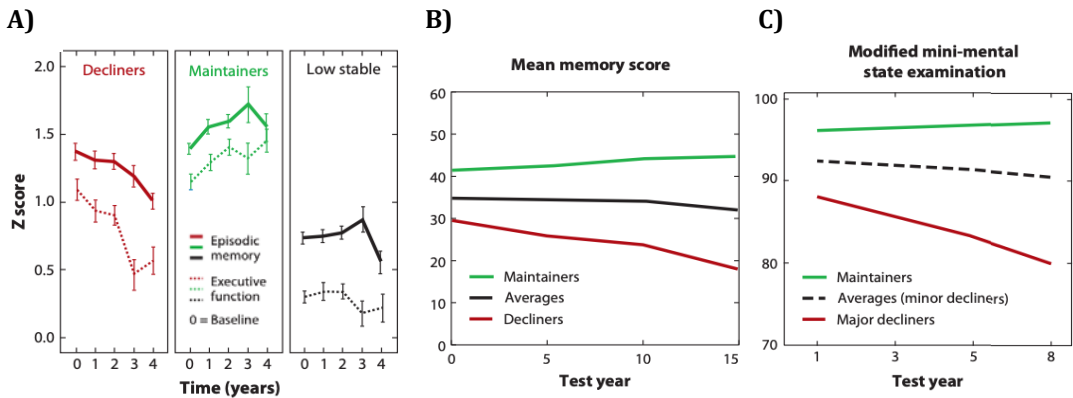 A)
Z score
2.0
1.5
1.0
0.5
0.0
Decliners
Maintainers
Low stable
Episodic
memory
Executive
function
0 = Baseline
0 1 2 3 4
0 1 2 3 4
0 1 2 3 4
Time (years)
B)
Mean memory score
60
50
40
30
20
10
0
Maintainers
Averages
Decliners
0 5 10 15
Test year
C)
Modified mini-mental
state examination
100
90
80
70
Maintainers
Averages (minor decliners)
Major decliners
1 3 5 8
Test year